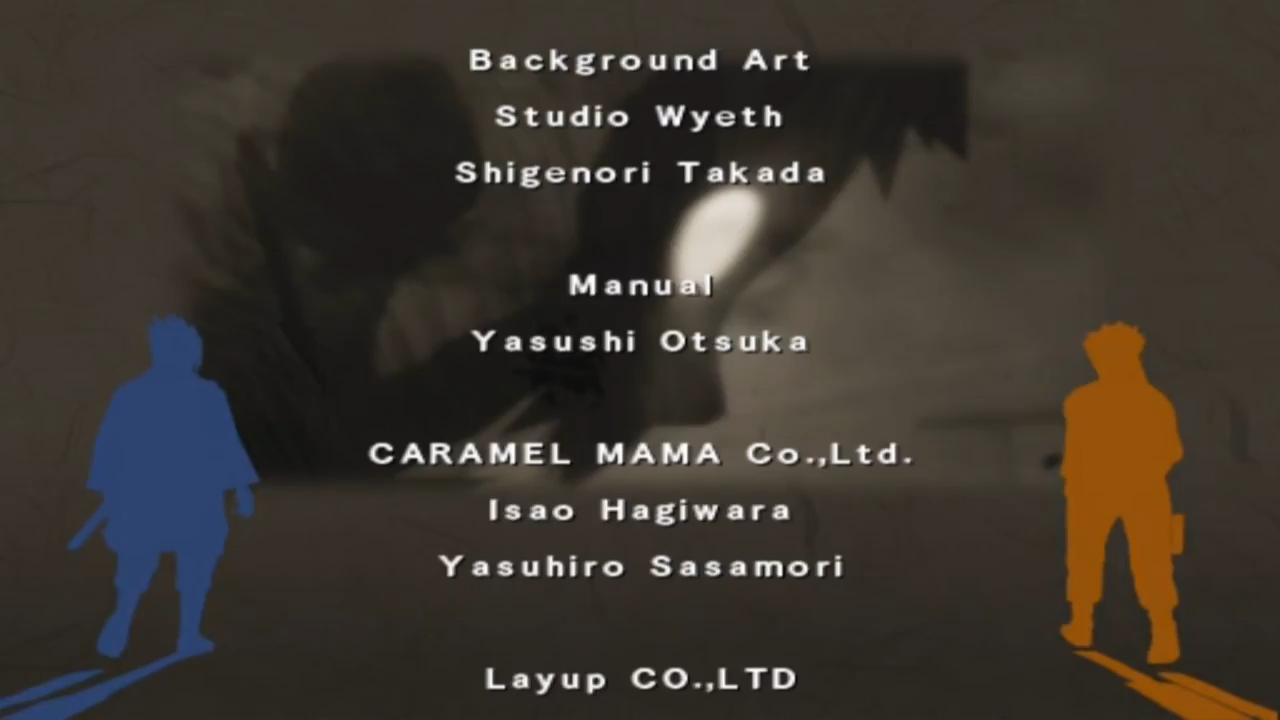 Background Art
Studio Wyeth
Shigenori Takada
Manual
Yasushi Otsuka
CARAMEL MAMA Co.,Ltd.
Isao Hagiwara
Yasuhiro Sasamori
Layup CO.,LTD